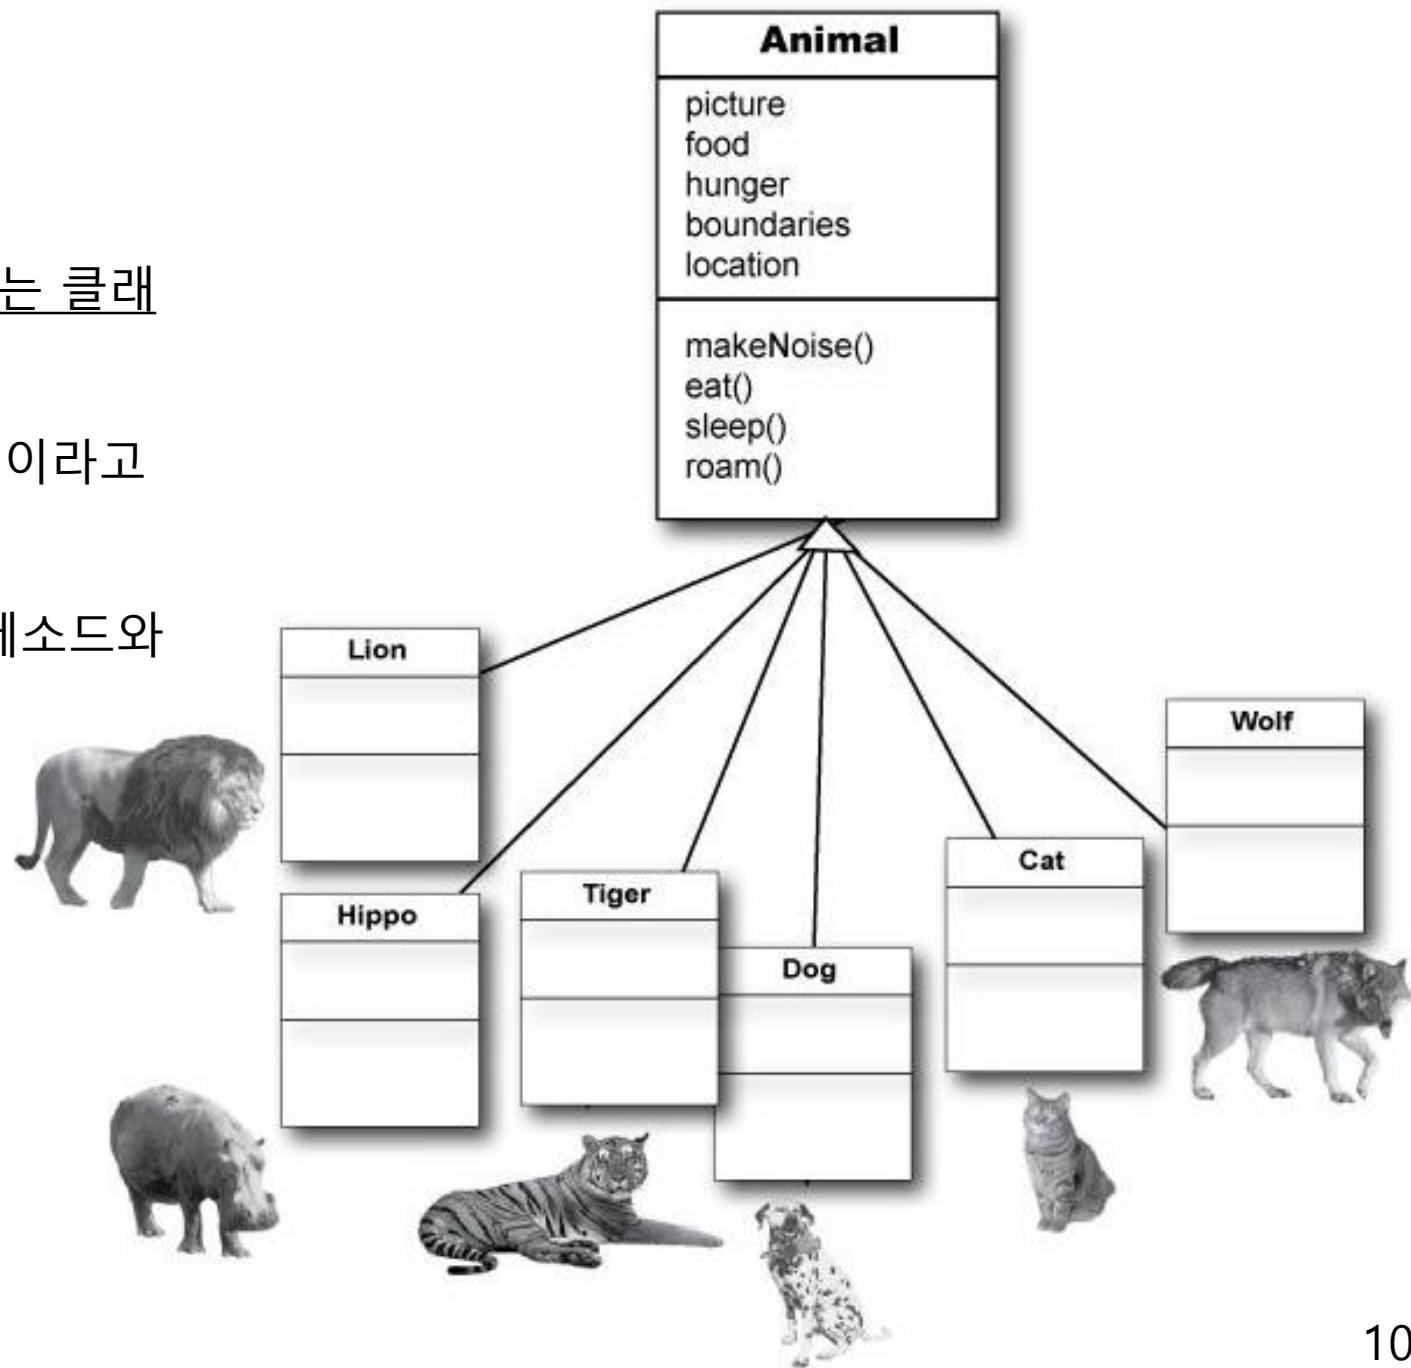 Animal
picture
food
hunger
boundaries
location
makeNoise()
eat()
sleep()
roam()
는 클래
이라고
소드와
Lion
Wolf
Cat
Tiger
Hippo
Dog
10